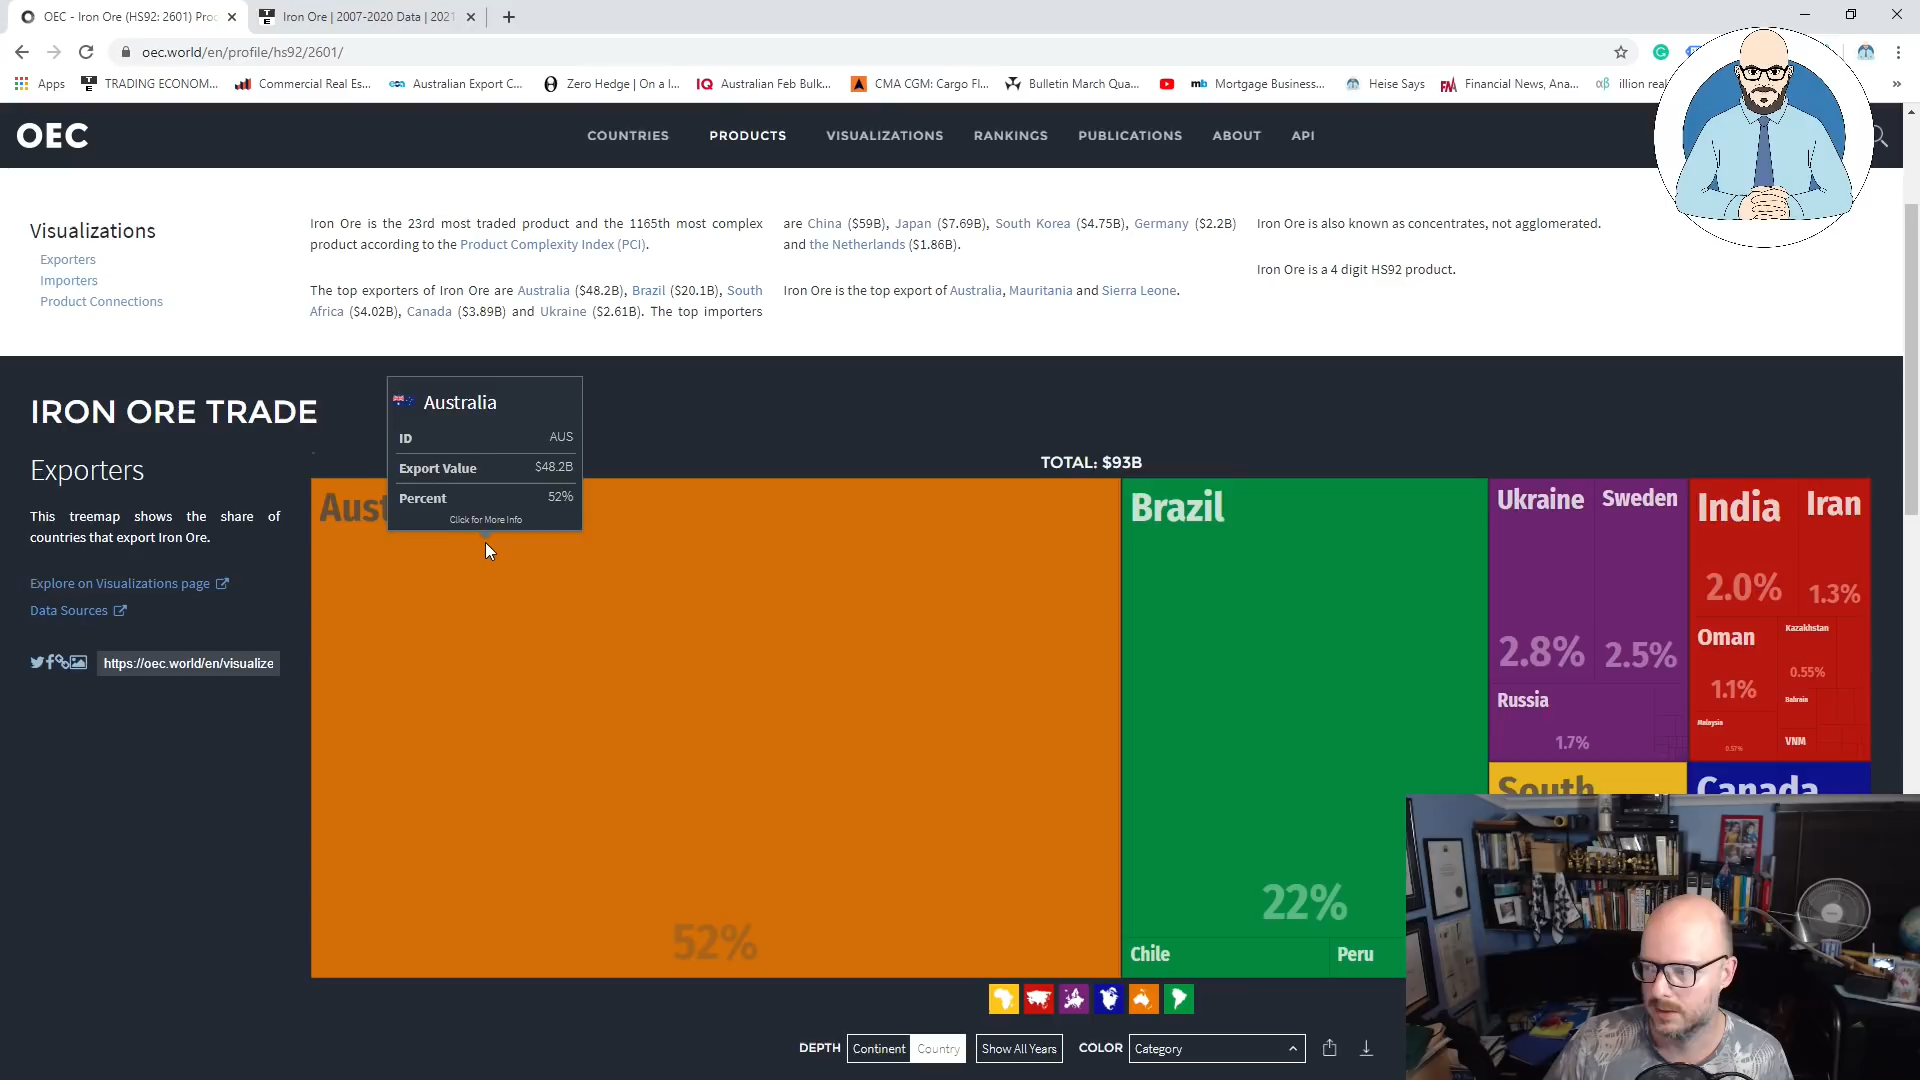 OEC - Iron Ore (HS92: 2601) Proc
Iron Ore | 2007-2020 Data | 2021
oec.world/en/profile/hs92/2601/
Apps
TRADING ECONOM...
Commercial Real Es...
Australian Export C...
Zero Hedge | On a l...
IQ
Australian Feb Bulk...
CMA CGM: Cargo Fl...
Bulletin March Qua...
mb
Mortgage Business...
Heise Says
Financial News, Ana...
αβ
illion rea
»
OEC
COUNTRIES
PRODUCTS
VISUALIZATIONS
RANKINGS
PUBLICATIONS
ABOUT
API
Visualizations
Exporters
Importers
Product Connections
Iron Ore is the 23rd most traded product and the 1165th most complex
product according to the Product Complexity Index (PCI).
The top exporters of Iron Ore are Australia ($48.2B), Brazil ($20.1B), South
Africa ($4.02B), Canada ($3.89B) and Ukraine ($2.61B). The top importers
are China ($59B), Japan ($7.69B), South Korea ($4.75B), Germany ($2.2B)
and the Netherlands ($1.86B).
Iron Ore is the top export of Australia, Mauritania and Sierra Leone.
Iron Ore is also known as concentrates, not agglomerated.
Iron Ore is a 4 digit HS92 product.
IRON ORE TRADE
Exporters
This treemap shows the share of
countries that export Iron Ore.
Explore on Visualizations page
Data Sources
https://oec.world/en/visualize
Australia
ID AUS
Export Value $48.2B
Percent 52%
Click for More Info
TOTAL: $93B
Aust
52%
Brazil
22%
Chile
Peru
Ukraine
2.8%
Sweden
2.5%
Russia
1.7%
India
2.0%
Iran
1.3%
Oman
1.1%
Kazakhstan
0.55%
Bahrain
Malaysia
0.57%
VNM
South
Canada
DEPTH
Continent
Country
Show All Years
COLOR
Category